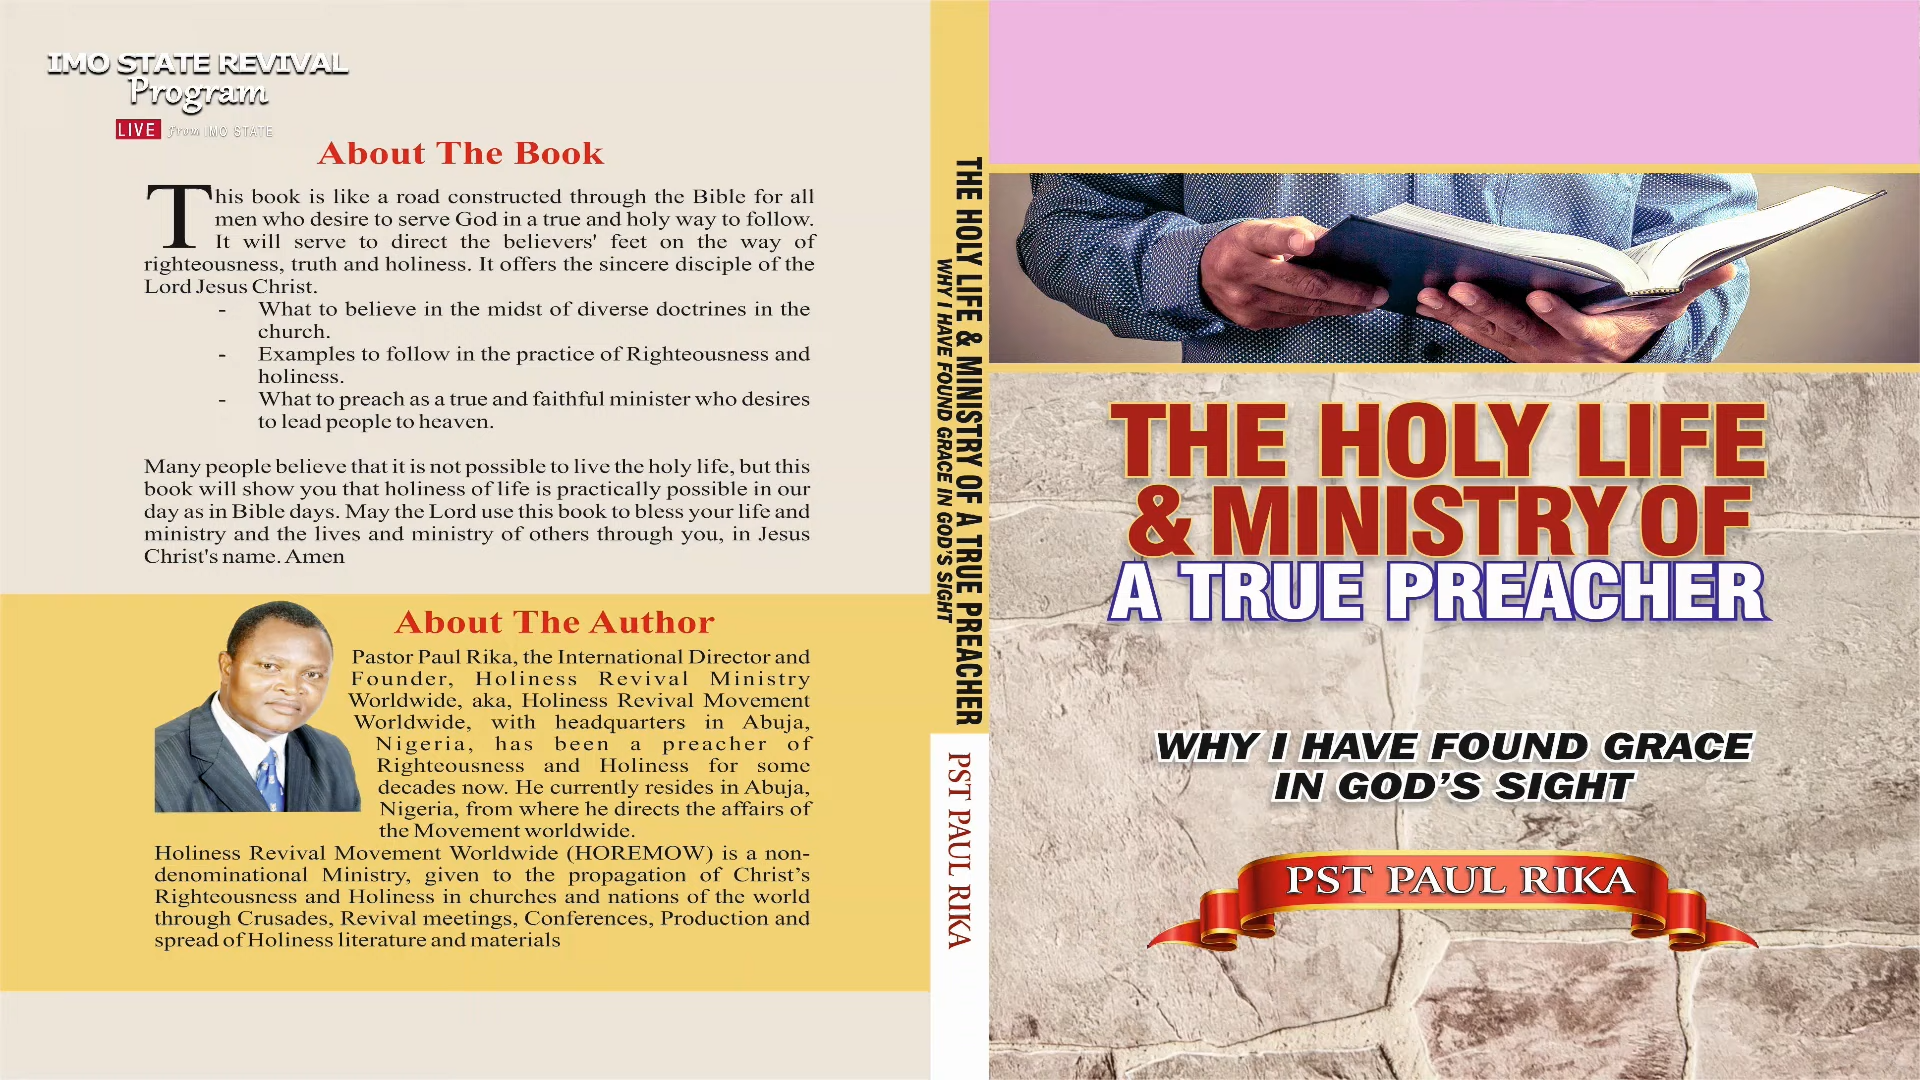 IMO STATE REVIVAL
Program
LIVE from IMO STATE
About The Book
This book is like a road constructed through the Bible for all
men who desire to serve God in a true and holy way to follow.
It will serve to direct the believers' feet on the way of
righteousness, truth and holiness. It offers the sincere disciple of the
Lord Jesus Christ.
- What to believe in the midst of diverse doctrines in the
church.
- Examples to follow in the practice of Righteousness and
holiness.
- What to preach as a true and faithful minister who desires
to lead people to heaven.
Many people believe that it is not possible to live the holy life, but this
book will show you that holiness of life is practically possible in our
day as in Bible days. May the Lord use this book to bless your life and
ministry and the lives and ministry of others through you, in Jesus
Christ's name. Amen
About The Author
Pastor Paul Rika, the International Director and
Founder, Holiness Revival Ministry
Worldwide, aka, Holiness Revival Movement
Worldwide, with headquarters in Abuja,
Nigeria, has been a preacher of
Righteousness and Holiness for some
decades now. He currently resides in Abuja,
Nigeria, from where he directs the affairs of
the Movement worldwide.
Holiness Revival Movement Worldwide (HOREMOW) is a non-
denominational Ministry, given to the propagation of Christ's
Righteousness and Holiness in churches and nations of the world
through Crusades, Revival meetings, Conferences, Production and
spread of Holiness literature and materials
THE HOLY LIFE & MINISTRY OF A TRUE PREACHER
WHY I HAVE FOUND GRACE IN GOD'S SIGHT
PST PAUL RIKA
THE HOLY LIFE
& MINISTRY OF
A TRUE PREACHER
WHY I HAVE FOUND GRACE
IN GOD'S SIGHT
PST PAUL RIKA